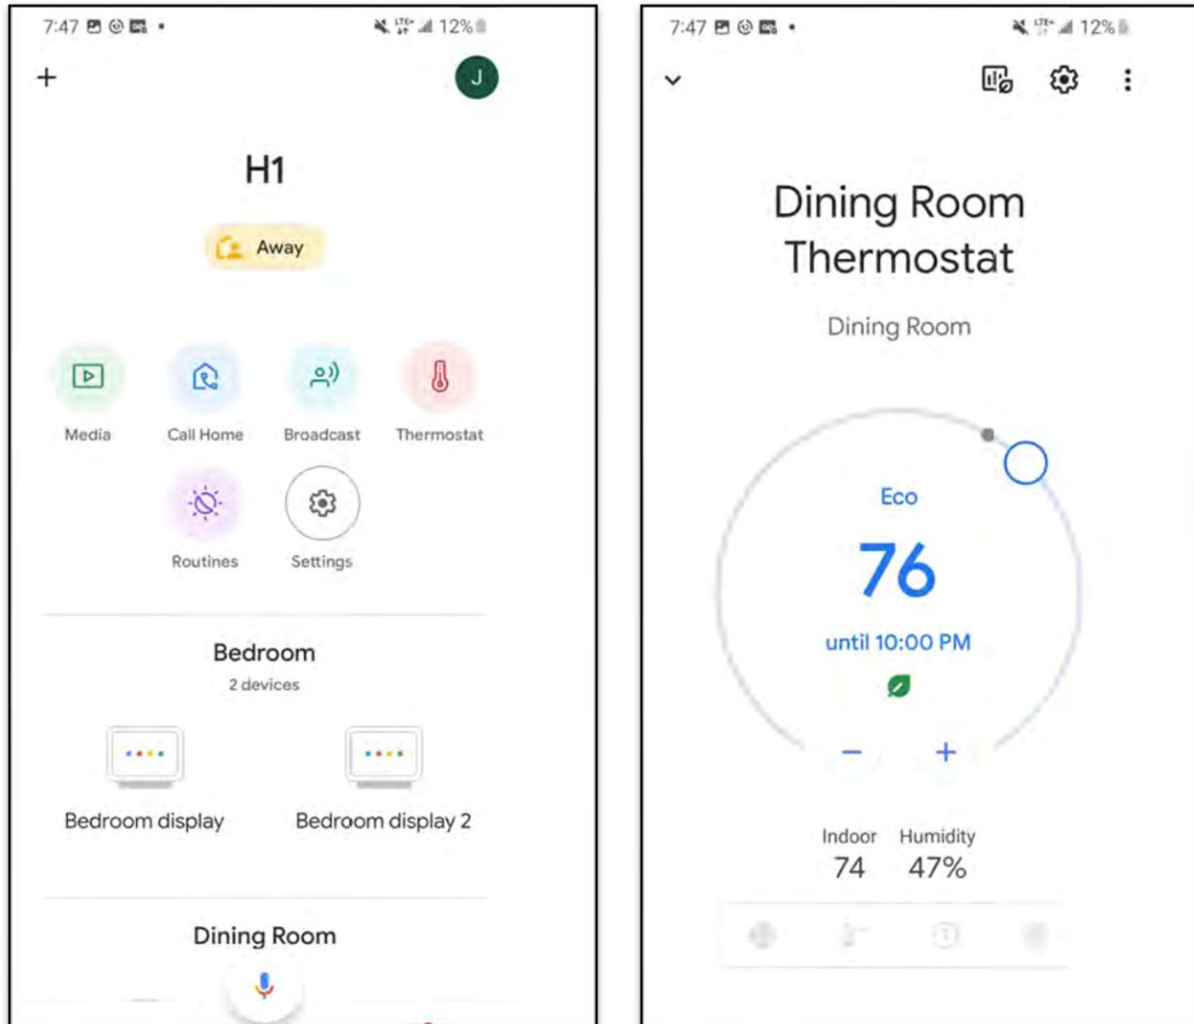 7:47
LTE+
12%
+
J
H1
Away
Media
Call Home
Broadcast
Thermostat
Routines
Settings
Bedroom
2 devices
Bedroom display
Bedroom display 2
Dining Room
7:47
LTE+
12%
Dining Room
Thermostat
Dining Room
Eco
76
until 10:00 PM
− +
Indoor Humidity
74 47%